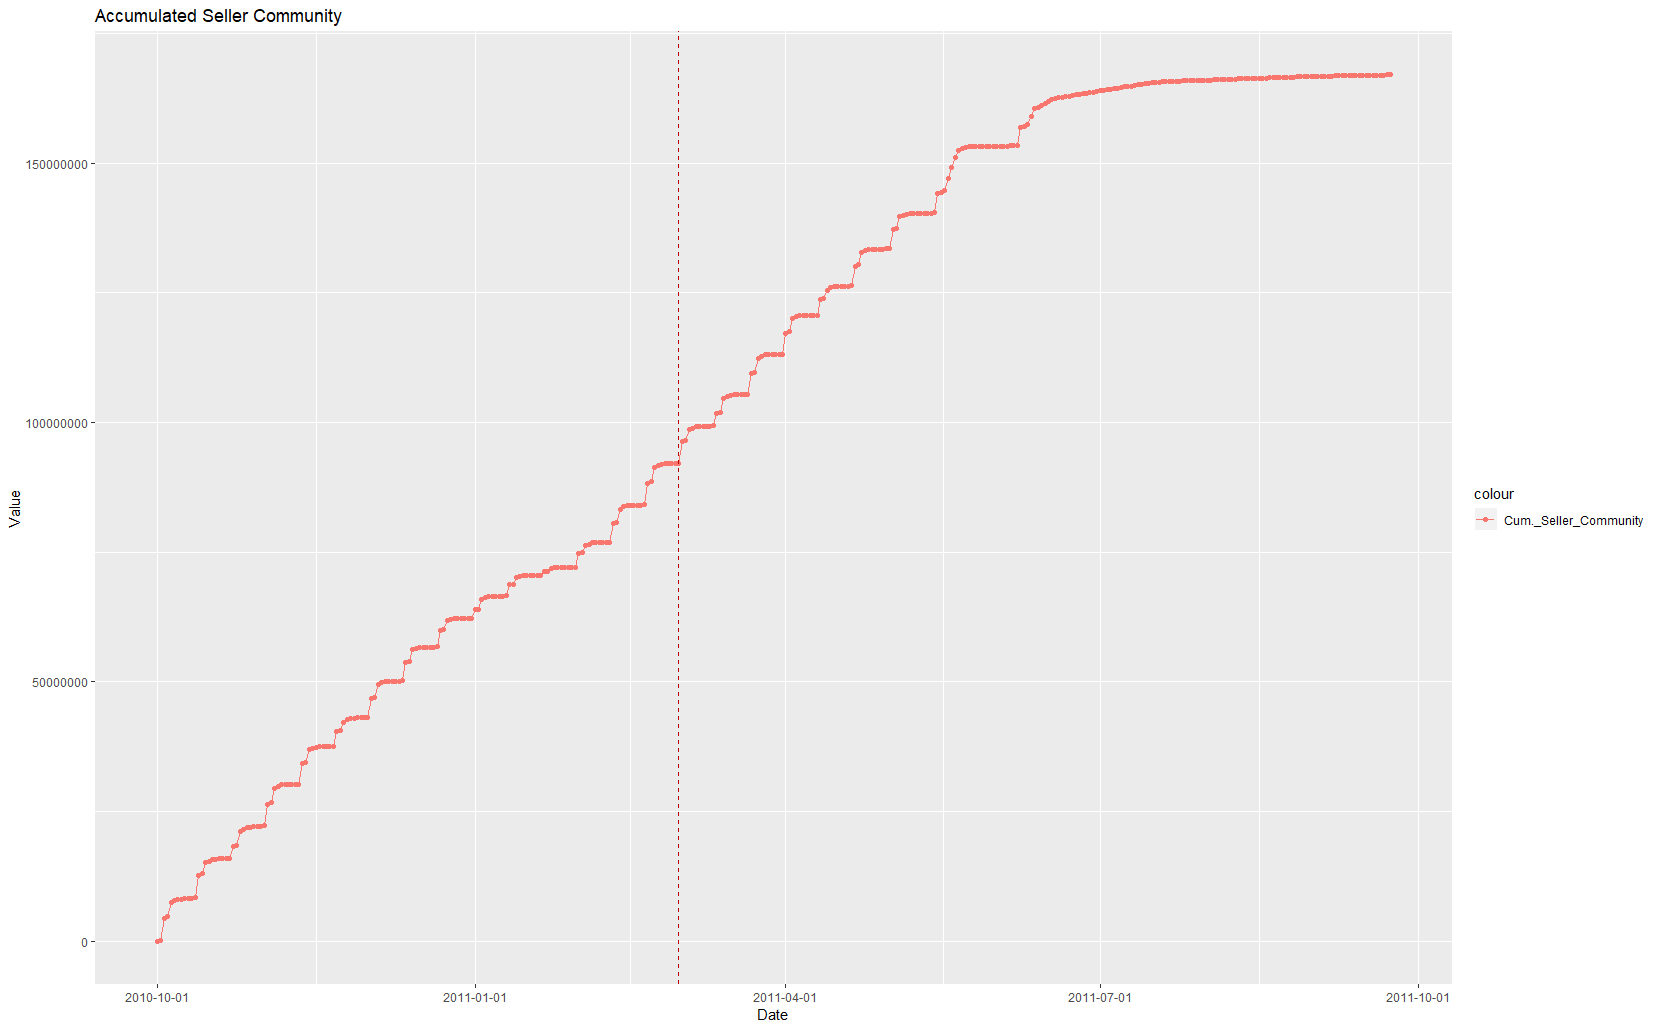 Accumulated Seller Community
150000000
100000000
50000000
0
Value
2010-10-01
2011-01-01
2011-04-01
2011-07-01
2011-10-01
Date
colour
Cum._Seller_Community